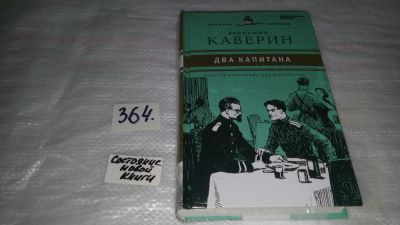 ВЕНИАМИН
КАВЕРИН
ДВА КАПИТАНА
364.
СОСТОЯНИЕ
НОВОЙ
КНИГИ